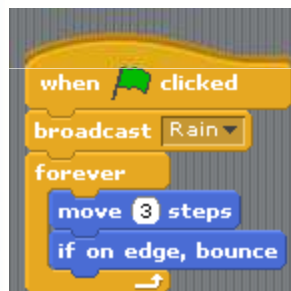 when clicked
broadcast Rain
forever
move 3 steps
if on edge, bounce